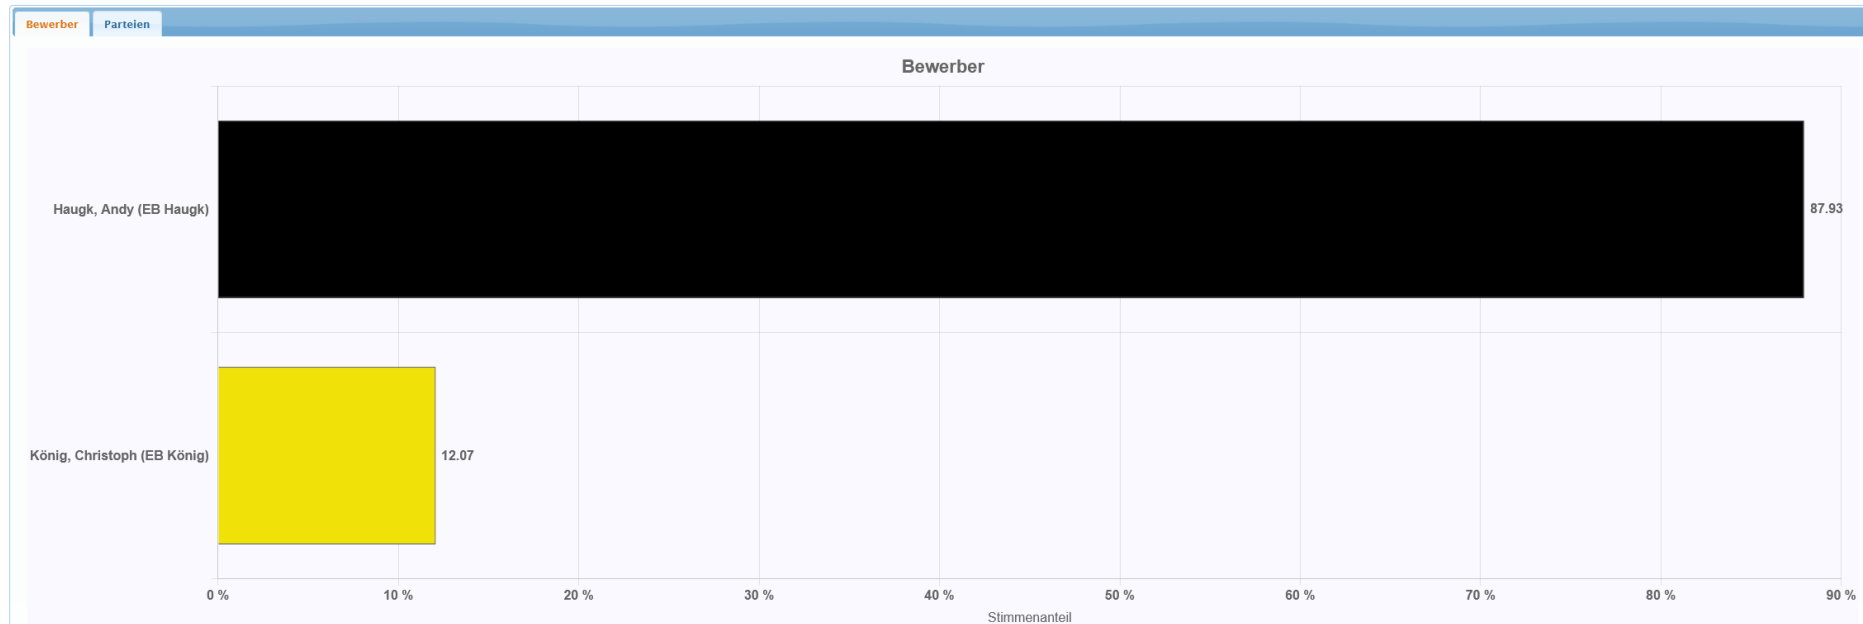 Bewerber Parteien
Bewerber
Haugk, Andy (EB Haugk) 87.93
König, Christoph (EB König) 12.07
0 % 10 % 20 % 30 % 40 % 50 % 60 % 70 % 80 % 90 %
Stimmenanteil